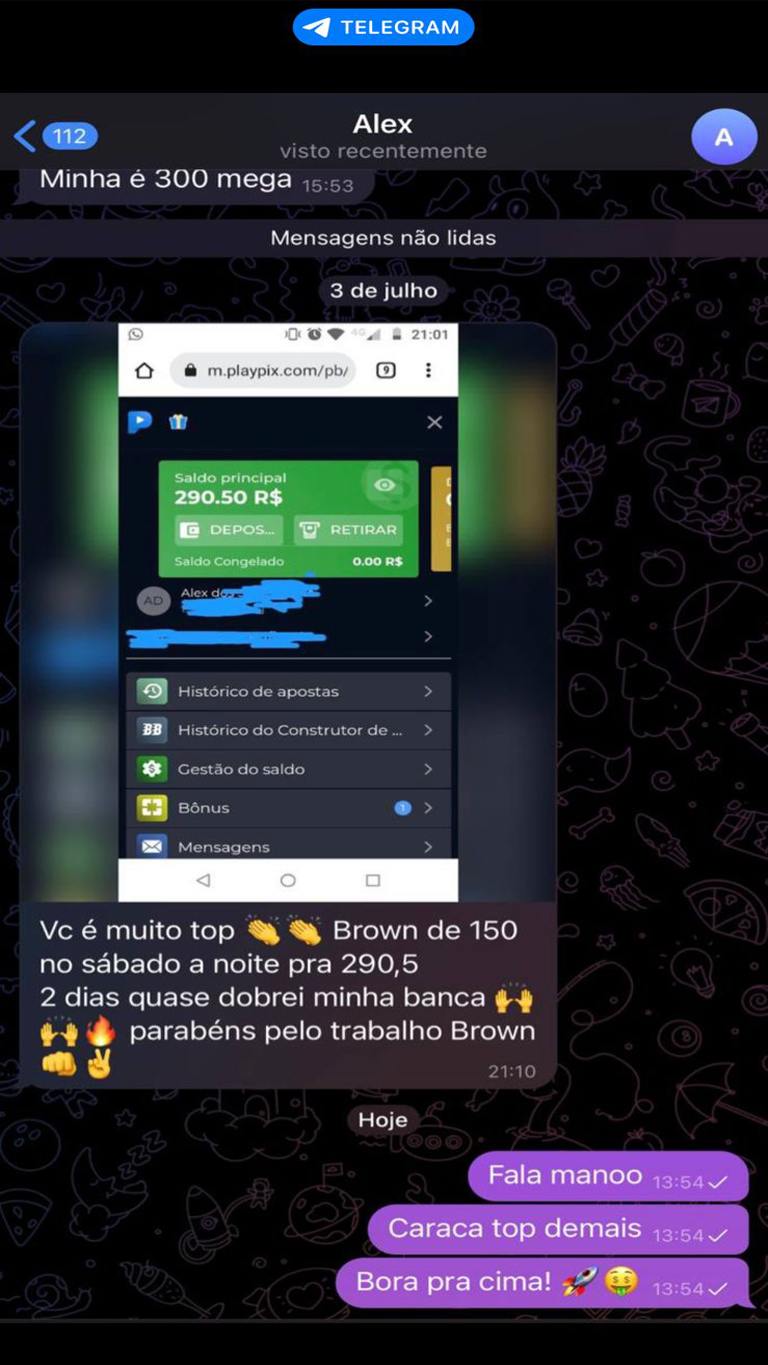 TELEGRAM
112
Alex
visto recentemente
A
Minha é 300 mega 15:53
Mensagens não lidas
3 de julho
4G 21:01
m.playpix.com/pb/ 9
Saldo principal
290.50 R$
DEPOS... RETIRAR
Saldo Congelado 0.00 R$
AD Alex
Histórico de apostas
BB Histórico do Construtor de ...
Gestão do saldo
Bônus 1
Mensagens
Vc é muito top 👏👏 Brown de 150
no sábado a noite pra 290,5
2 dias quase dobrei minha banca 🙌
🙌🔥 parabéns pelo trabalho Brown
👊✌️ 21:10
Hoje
Fala manoo 13:54
Caraca top demais 13:54
Bora pra cima! 🚀🤑 13:54